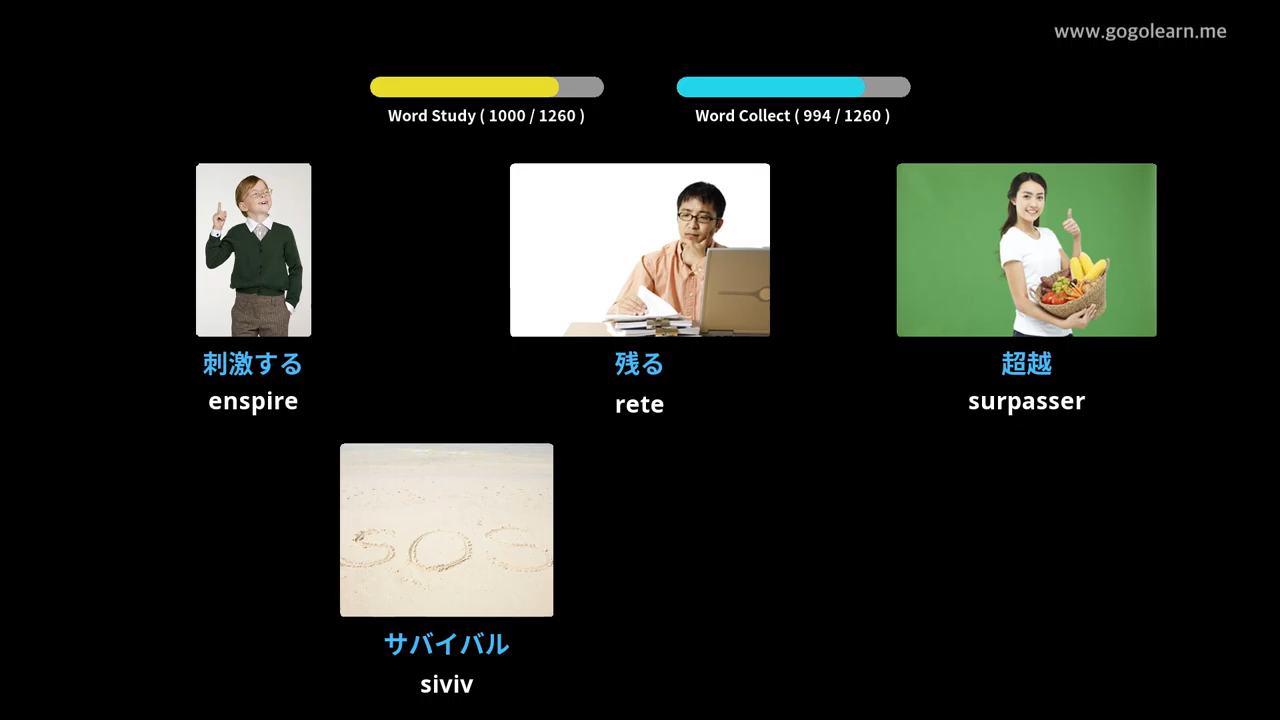 www.gogolearn.me
Word Study ( 1000 / 1260 )
Word Collect ( 994 / 1260 )
刺激する
enspire
残る
rete
超越
surpasser
SOS
サバイバル
siviv